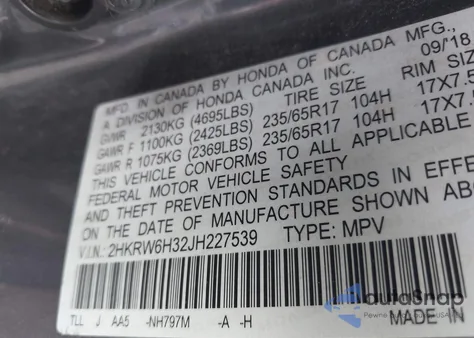 MFD. IN CANADA BY HONDA OF CANADA MFG.,
A DIVISION OF HONDA CANADA INC. 09/18
GVWR 2130KG (4695LBS) TIRE SIZE RIM SIZ
GAWR F 1100KG (2425LBS) 235/65R17 104H 17X7.5
GAWR R 1075KG (2369LBS) 235/65R17 104H 17X7.5
THIS VEHICLE CONFORMS TO ALL APPLICABLE
FEDERAL MOTOR VEHICLE SAFETY
AND THEFT PREVENTION STANDARDS IN EFFE
ON THE DATE OF MANUFACTURE SHOWN AB
V.I.N.: 2HKRW6H32JH227539 TYPE: MPV
TLL J AA5 -NH797M -A -H MADE IN
autoSnap